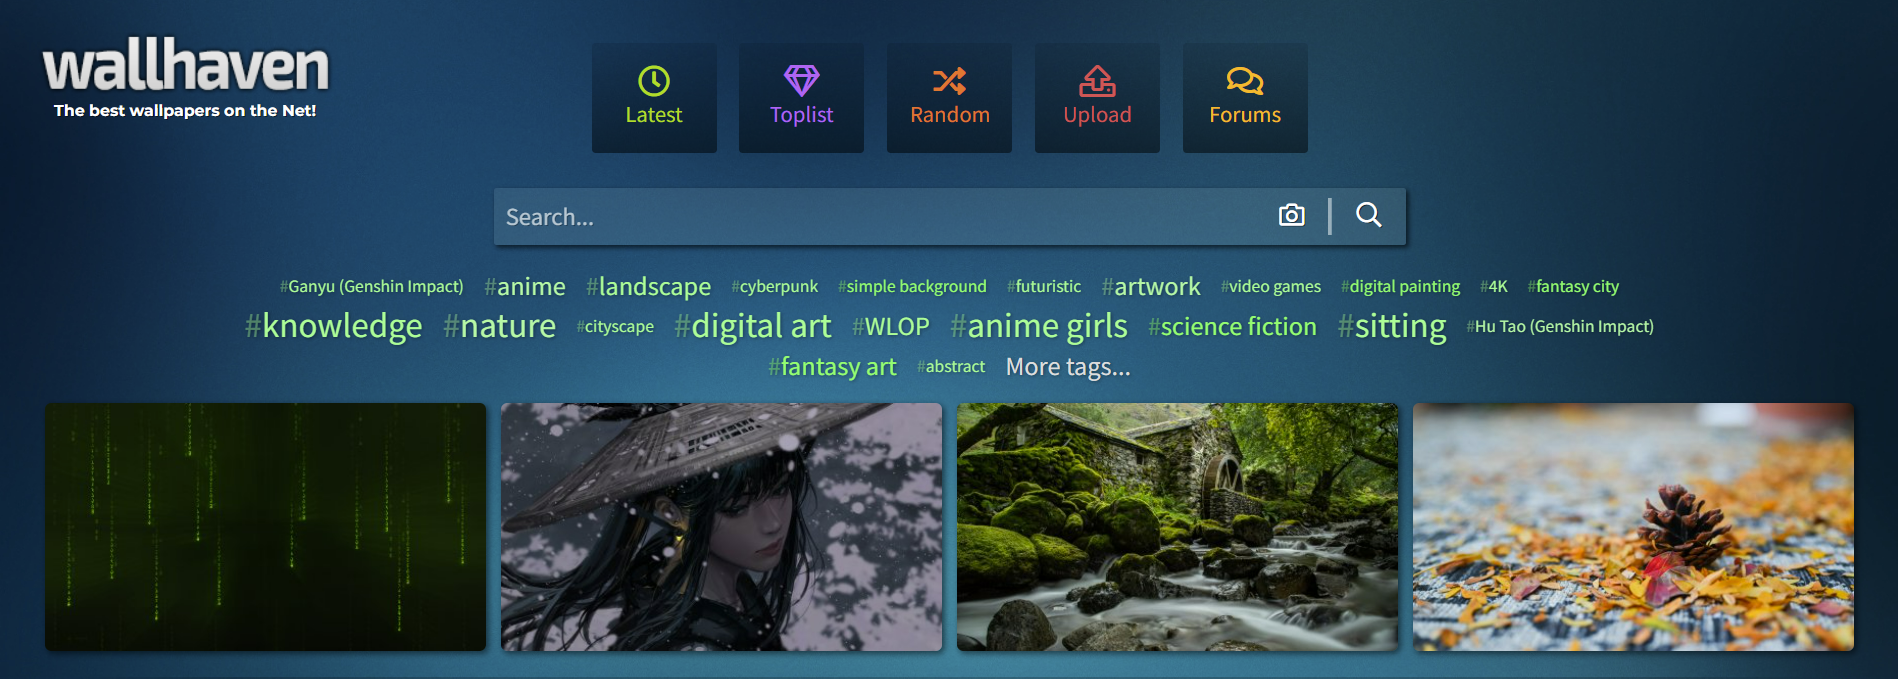 wallhaven
The best wallpapers on the Net!
Latest
Toplist
Random
Upload
Forums
Search...
#Ganyu (Genshin Impact) #anime #landscape #cyberpunk #simple background #futuristic #artwork #video games #digital painting #4K #fantasy city
#knowledge #nature #cityscape #digital art #WLOP #anime girls #science fiction #sitting #Hu Tao (Genshin Impact)
#fantasy art #abstract More tags...